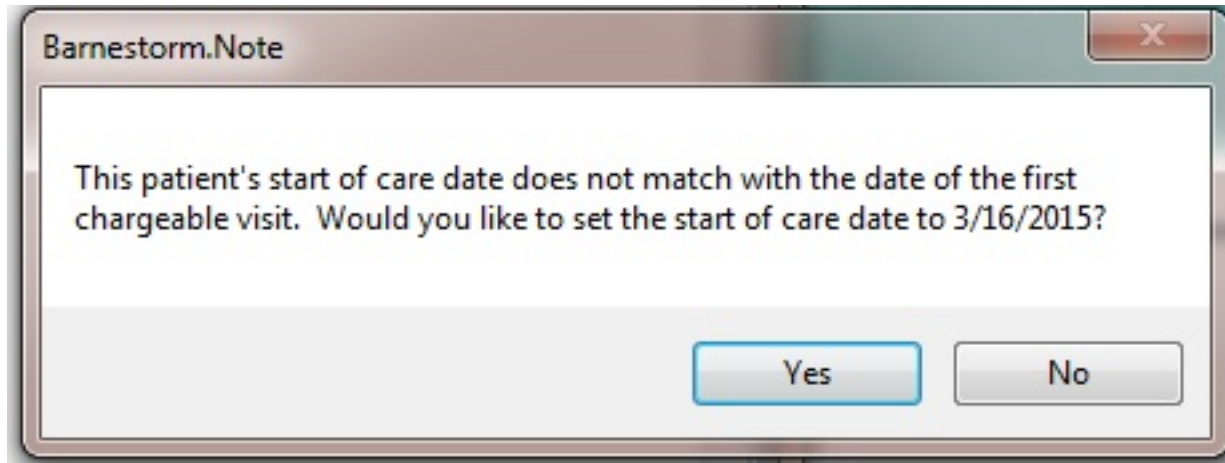 Barnestorm.Note
This patient's start of care date does not match with the date of the first
chargeable visit.  Would you like to set the start of care date to 3/16/2015?
Yes
No